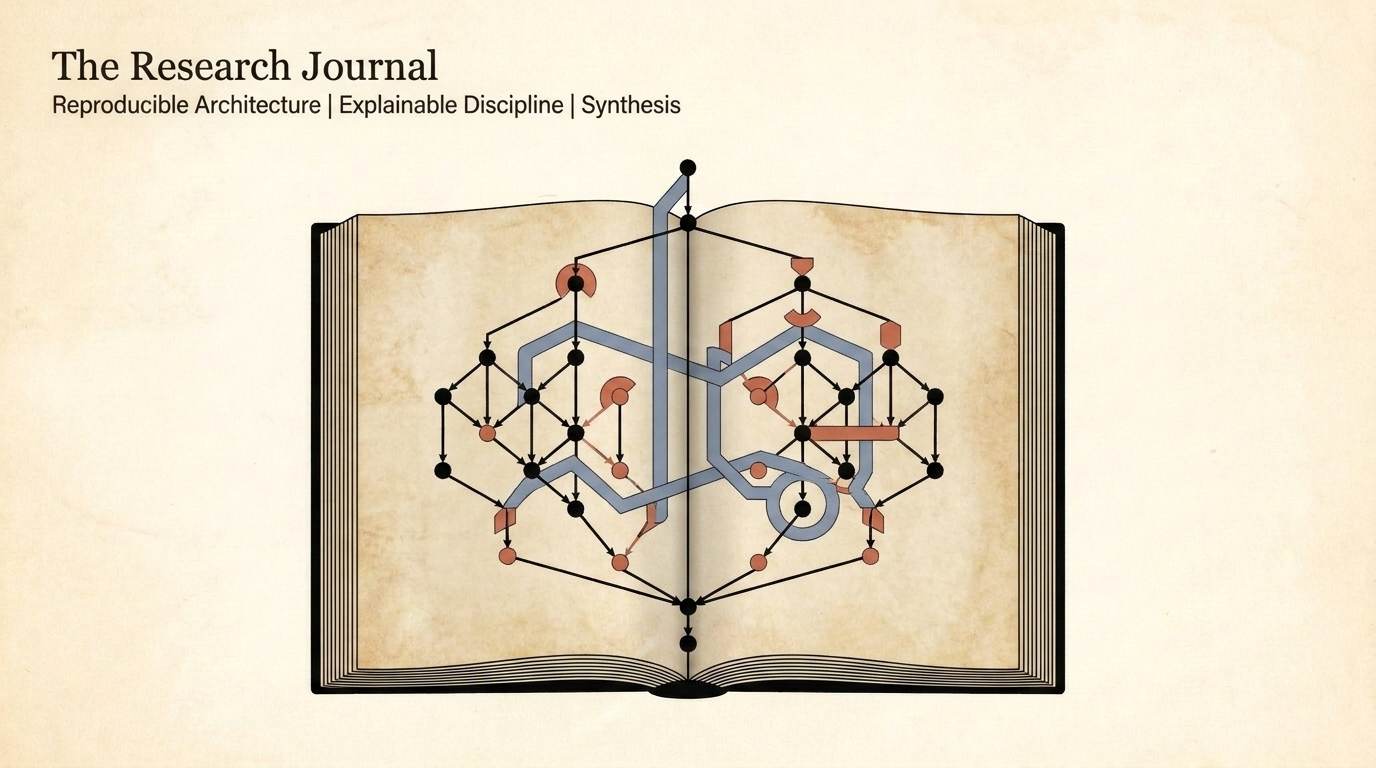 The Research Journal
Reproducible Architecture | Explainable Discipline | Synthesis